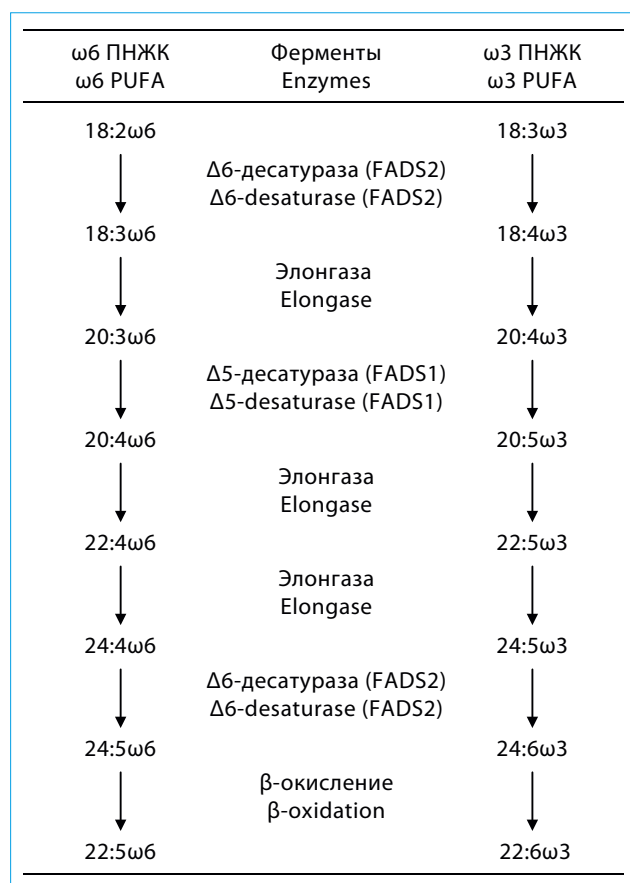 ω6 ПНЖК Ферменты ω3 ПНЖК
ω6 PUFA Enzymes ω3 PUFA
18:2ω6 18:3ω3
Δ6-десатураза (FADS2)
Δ6-desaturase (FADS2)
18:3ω6 18:4ω3
Элонгаза
Elongase
20:3ω6 20:4ω3
Δ5-десатураза (FADS1)
Δ5-desaturase (FADS1)
20:4ω6 20:5ω3
Элонгаза
Elongase
22:4ω6 22:5ω3
Элонгаза
Elongase
24:4ω6 24:5ω3
Δ6-десатураза (FADS2)
Δ6-desaturase (FADS2)
24:5ω6 24:6ω3
β-окисление
β-oxidation
22:5ω6 22:6ω3